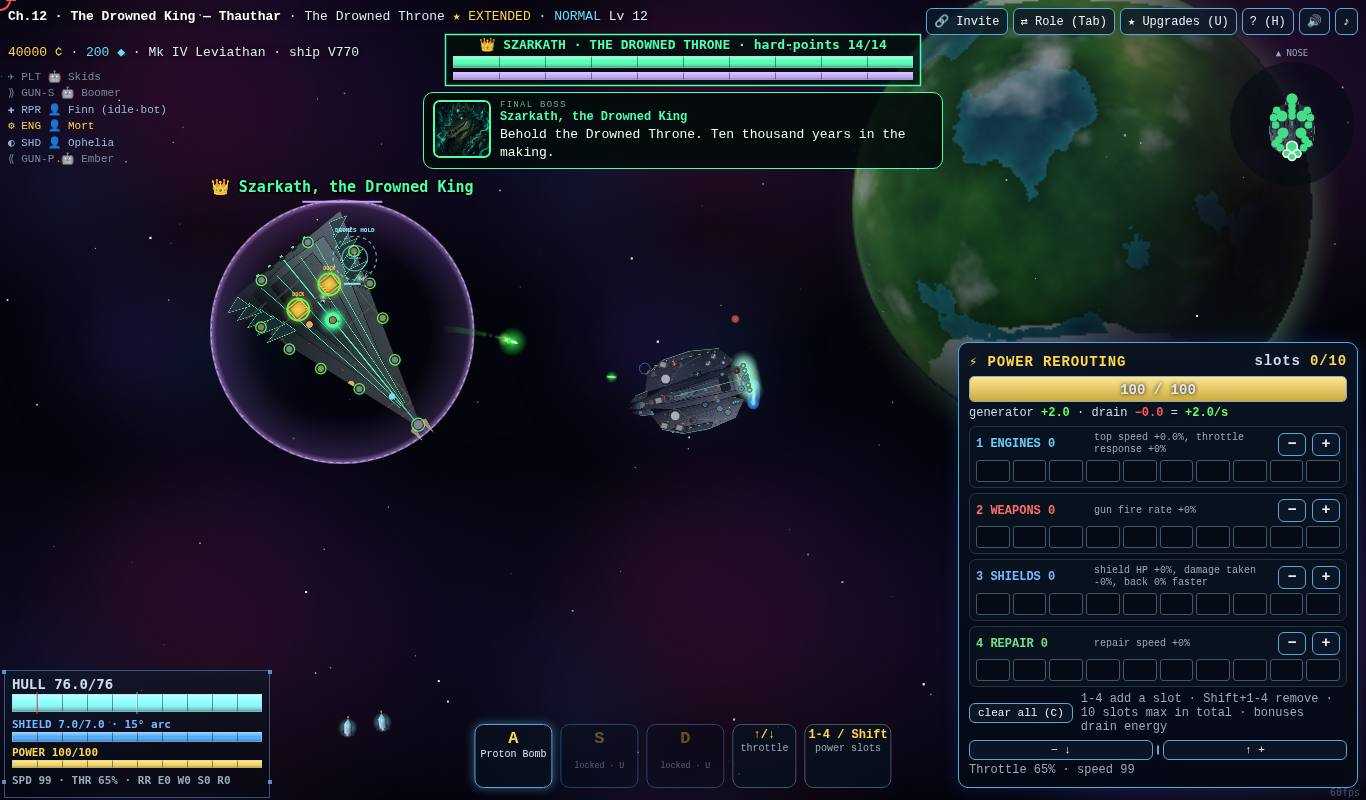 Ch.12 · The Drowned King — Thauthar · The Drowned Throne ★ EXTENDED · NORMAL Lv 12
🔗 Invite
⇄ Role (Tab)
★ Upgrades (U)
? (H)
40000 ¢ · 200 ◆ · Mk IV Leviathan · ship V770
👑 SZARKATH · THE DROWNED THRONE · hard-points 14/14
▲ NOSE
✈ PLT 🤖 Skids
⟫ GUN-S 🤖 Boomer
✚ RPR 👤 Finn (idle·bot)
⚙ ENG 👤 Mort
◐ SHD 👤 Ophelia
⟪ GUN-P 🤖 Ember
FINAL BOSS
Szarkath, the Drowned King
Behold the Drowned Throne. Ten thousand years in the
making.
👑 Szarkath, the Drowned King
DRONES HOLD
DOCK
DOCK
⚡ POWER REROUTING slots 0/10
100 / 100
generator +2.0 · drain −0.0 = +2.0/s
1 ENGINES 0
top speed +0.0%, throttle
response +0%
− +
2 WEAPONS 0
gun fire rate +0%
− +
3 SHIELDS 0
shield HP +0%, damage taken
-0%, back 0% faster
− +
4 REPAIR 0
repair speed +0%
− +
clear all (C)
1-4 add a slot · Shift+1-4 remove ·
10 slots max in total · bonuses
drain energy
− ↓
↑ +
Throttle 65% · speed 99
HULL 76.0/76
SHIELD 7.0/7.0 · 15° arc
POWER 100/100
SPD 99 · THR 65% · RR E0 W0 S0 R0
A
Proton Bomb
S
locked · U
D
locked · U
↑/↓
throttle
1-4 / Shift
power slots
60fps